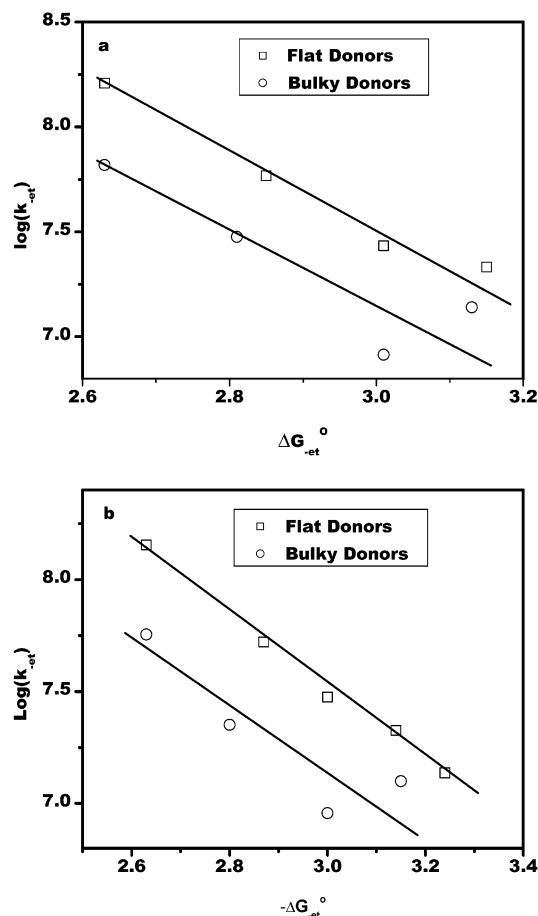 a
Flat Donors
Bulky Donors
8.5
8.0
7.5
7.0
log(k-et)
2.6 2.8 3.0 3.2
ΔG-et o
b
Flat Donors
Bulky Donors
8.0
7.5
7.0
Log(k-et)
2.6 2.8 3.0 3.2 3.4
-ΔG-et o